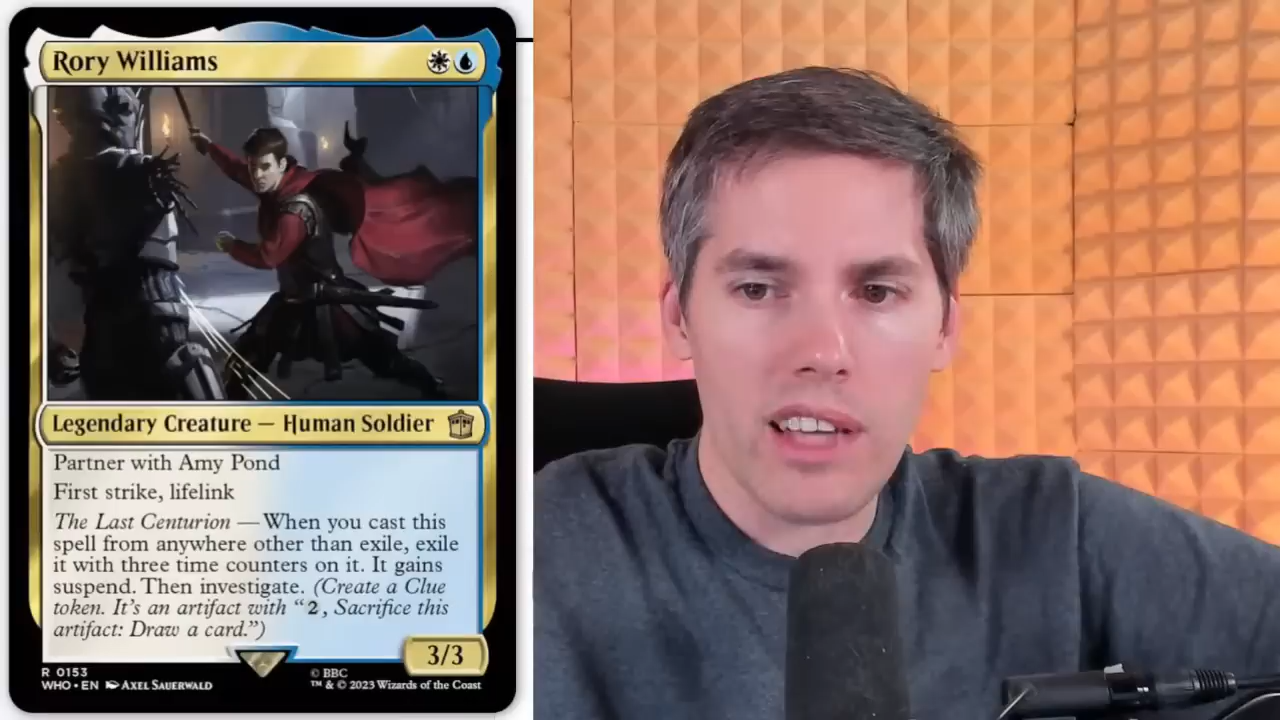 Rory Williams
Legendary Creature — Human Soldier
Partner with Amy Pond
First strike, lifelink
The Last Centurion — When you cast this
spell from anywhere other than exile, exile
it with three time counters on it. It gains
suspend. Then investigate. (Create a Clue
token. It's an artifact with “2, Sacrifice this
artifact: Draw a card.”)
3/3
R 0153
WHO • EN AXEL SAUERWALD
© BBC
™ & © 2023 Wizards of the Coast